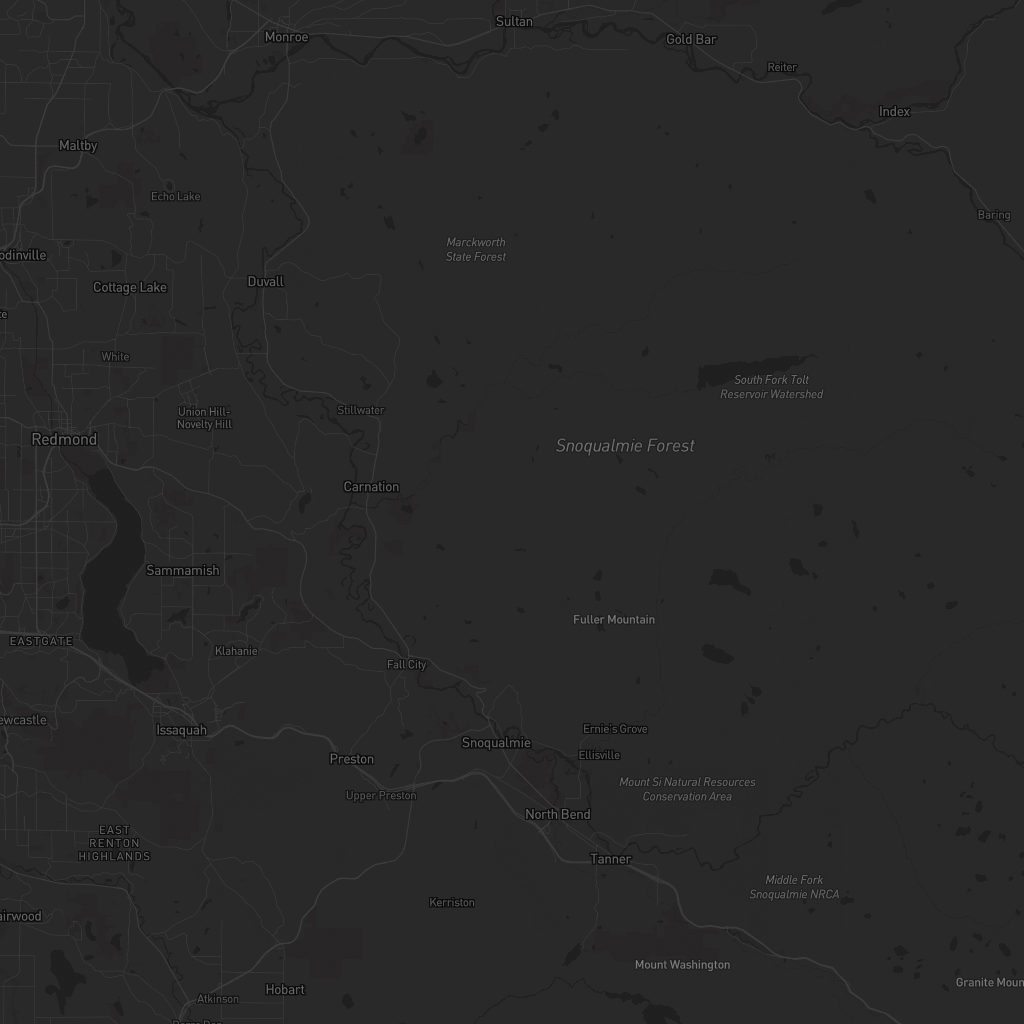 Sultan
Monroe
Gold Bar
Reiter
Index
Maltby
Echo Lake
Baring
Marckworth
State Forest
odinville
Duvall
Cottage Lake
White
South Fork Tolt
Reservoir Watershed
Stillwater
Union Hill-
Novelty Hill
Redmond
Snoqualmie Forest
Carnation
Sammamish
Fuller Mountain
EASTGATE
Klahanie
Fall City
ewcastle
Issaquah
Ernie's Grove
Snoqualmie
Ellisville
Preston
Mount Si Natural Resources
Conservation Area
Upper Preston
North Bend
EAST
RENTON
HIGHLANDS
Tanner
Middle Fork
Snoqualmie NRCA
Kerriston
airwood
Mount Washington
Granite Moun
Hobart
Atkinson